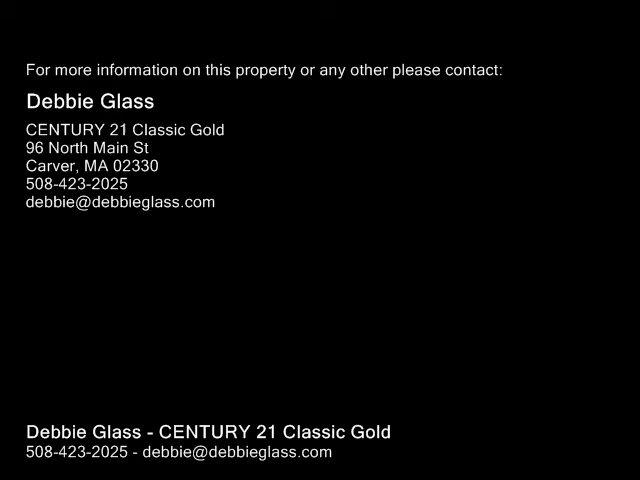 For more information on this property or any other please contact:
Debbie Glass
CENTURY 21 Classic Gold
96 North Main St
Carver, MA 02330
508-423-2025
debbie@debbieglass.com
Debbie Glass - CENTURY 21 Classic Gold
508-423-2025 - debbie@debbieglass.com